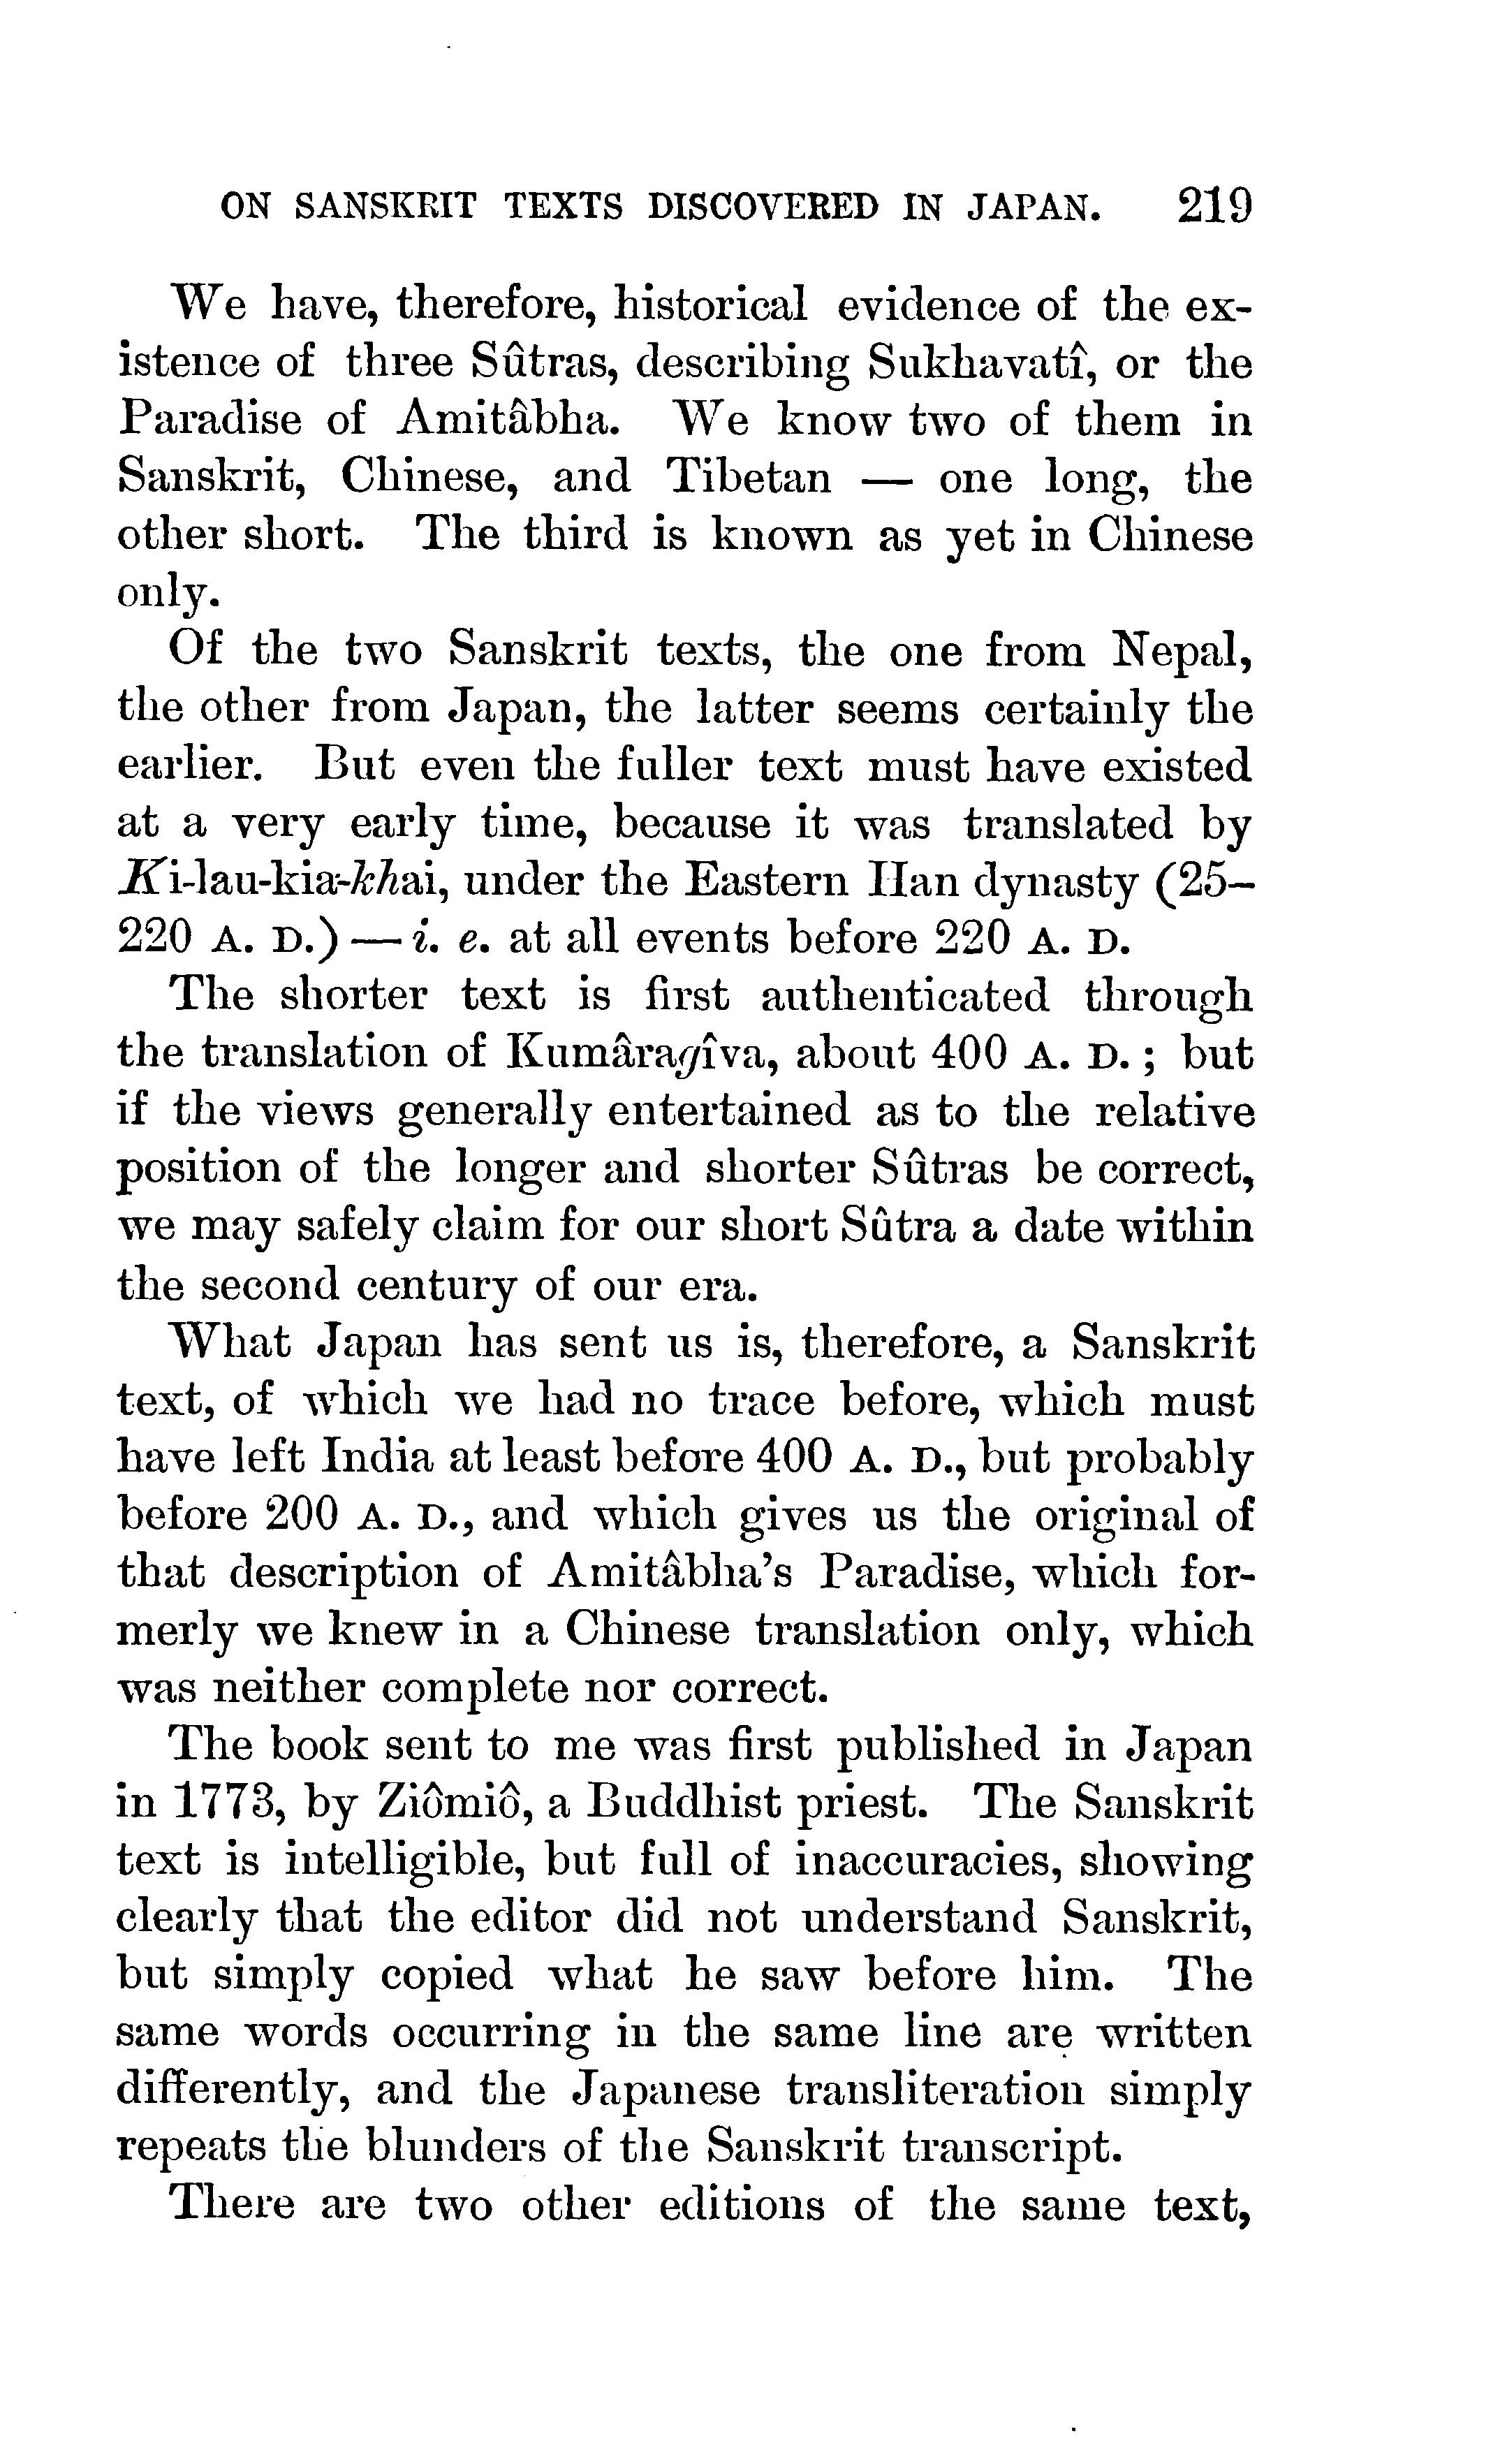 ON SANSKRIT TEXTS DISCOVERED IN JAPAN. 219
We have, therefore, historical evidence of the ex-
istence of three Sûtras, describing Sukhavatî, or the
Paradise of Amitâbha. We know two of them in
Sanskrit, Chinese, and Tibetan — one long, the
other short. The third is known as yet in Chinese
only.
Of the two Sanskrit texts, the one from Nepal,
the other from Japan, the latter seems certainly the
earlier. But even the fuller text must have existed
at a very early time, because it was translated by
Ki-lau-kia-khai, under the Eastern Han dynasty (25–
220 A. D.) — i. e. at all events before 220 A. D.
The shorter text is first authenticated through
the translation of Kumâragîva, about 400 A. D. ; but
if the views generally entertained as to the relative
position of the longer and shorter Sûtras be correct,
we may safely claim for our short Sûtra a date within
the second century of our era.
What Japan has sent us is, therefore, a Sanskrit
text, of which we had no trace before, which must
have left India at least before 400 A. D., but probably
before 200 A. D., and which gives us the original of
that description of Amitâbha's Paradise, which for-
merly we knew in a Chinese translation only, which
was neither complete nor correct.
The book sent to me was first published in Japan
in 1773, by Ziômiô, a Buddhist priest. The Sanskrit
text is intelligible, but full of inaccuracies, showing
clearly that the editor did not understand Sanskrit,
but simply copied what he saw before him. The
same words occurring in the same line are written
differently, and the Japanese transliteration simply
repeats the blunders of the Sanskrit transcript.
There are two other editions of the same text,